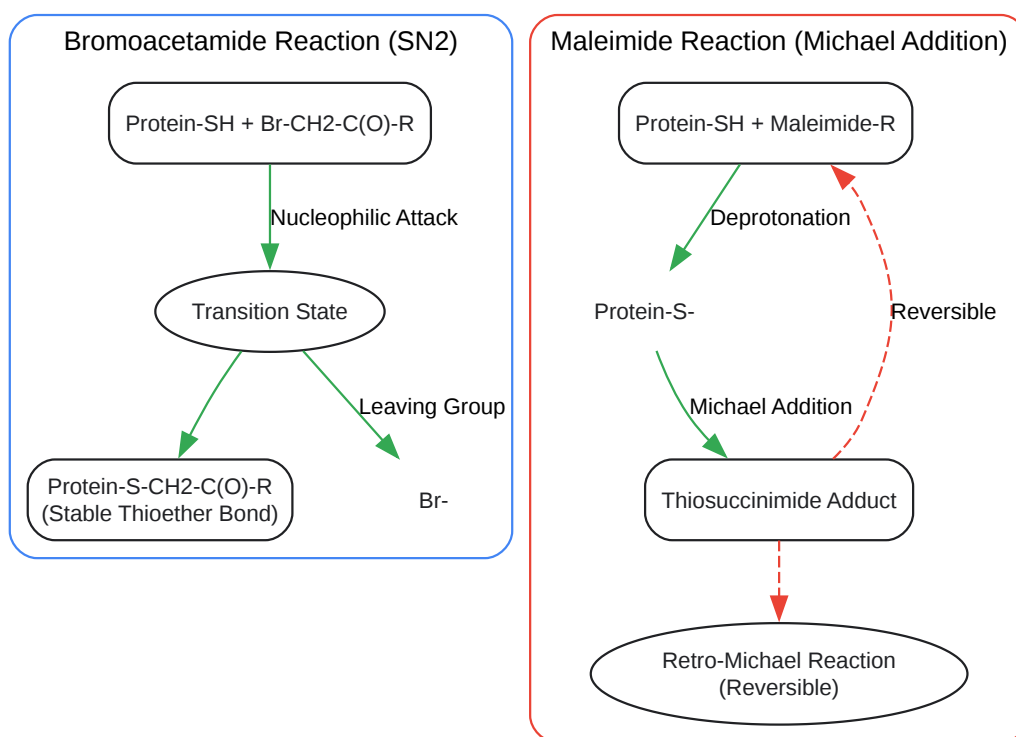 Bromoacetamide Reaction (SN2)
Protein-SH + Br-CH2-C(O)-R
Nucleophilic Attack
Transition State
Leaving Group
Protein-S-CH2-C(O)-R
(Stable Thioether Bond)
Br-
Maleimide Reaction (Michael Addition)
Protein-SH + Maleimide-R
Deprotonation
Protein-S-
Reversible
Michael Addition
Thiosuccinimide Adduct
Retro-Michael Reaction
(Reversible)